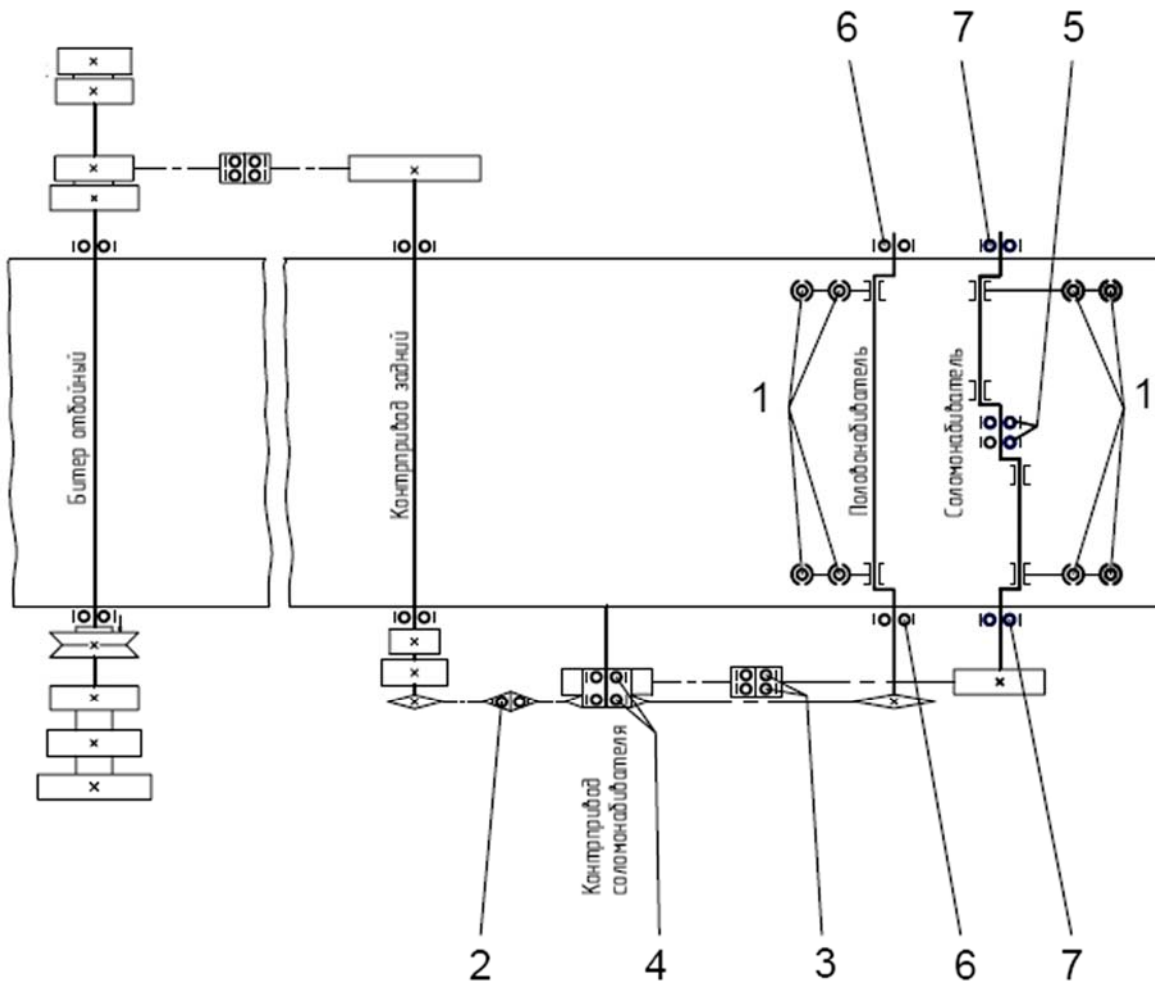 6 7 5
Битер отбойный
Контрпривод задний
1
Половонабиватель
Соломонабиватель
1
Контрпривод
соломонабивателя
2 4 3 6 7